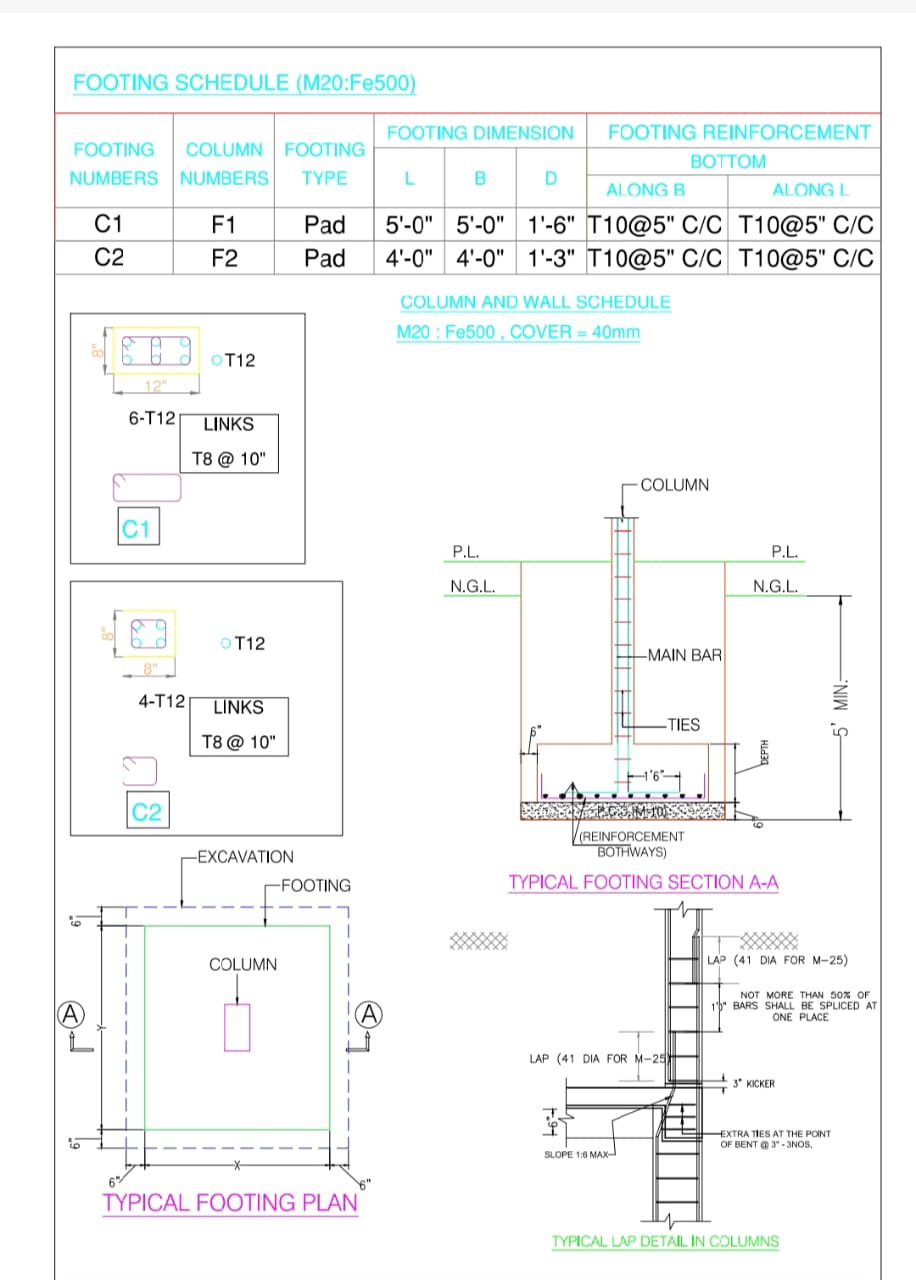 FOOTING SCHEDULE (M20:Fe500)
FOOTING NUMBERS
COLUMN NUMBERS
FOOTING TYPE
FOOTING DIMENSION
FOOTING REINFORCEMENT
L
B
D
BOTTOM
ALONG B
ALONG L
C1 F1 Pad 5'-0" 5'-0" 1'-6" T10@5" C/C T10@5" C/C
C2 F2 Pad 4'-0" 4'-0" 1'-3" T10@5" C/C T10@5" C/C
COLUMN AND WALL SCHEDULE
M20 : Fe500 , COVER = 40mm
8"
T12
12"
6-T12
LINKS
T8 @ 10"
C1
8"
T12
8"
4-T12
LINKS
T8 @ 10"
C2
COLUMN
P.L.
P.L.
N.G.L.
N.G.L.
MAIN BAR
TIES
6"
1'6"
DEPTH
5' MIN.
P.C.C.(M-10)
6"
(REINFORCEMENT
BOTHWAYS)
TYPICAL FOOTING SECTION A-A
EXCAVATION
FOOTING
6"
COLUMN
A
A
Y
6"
X
6"
6"
TYPICAL FOOTING PLAN
LAP (41 DIA FOR M-25)
NOT MORE THAN 50% OF
BARS SHALL BE SPLICED AT
ONE PLACE
LAP (41 DIA FOR M-25)
3" KICKER
6"
EXTRA TIES AT THE POINT
OF BENT @ 3" - 3NOS.
SLOPE 1:6 MAX
TYPICAL LAP DETAIL IN COLUMNS